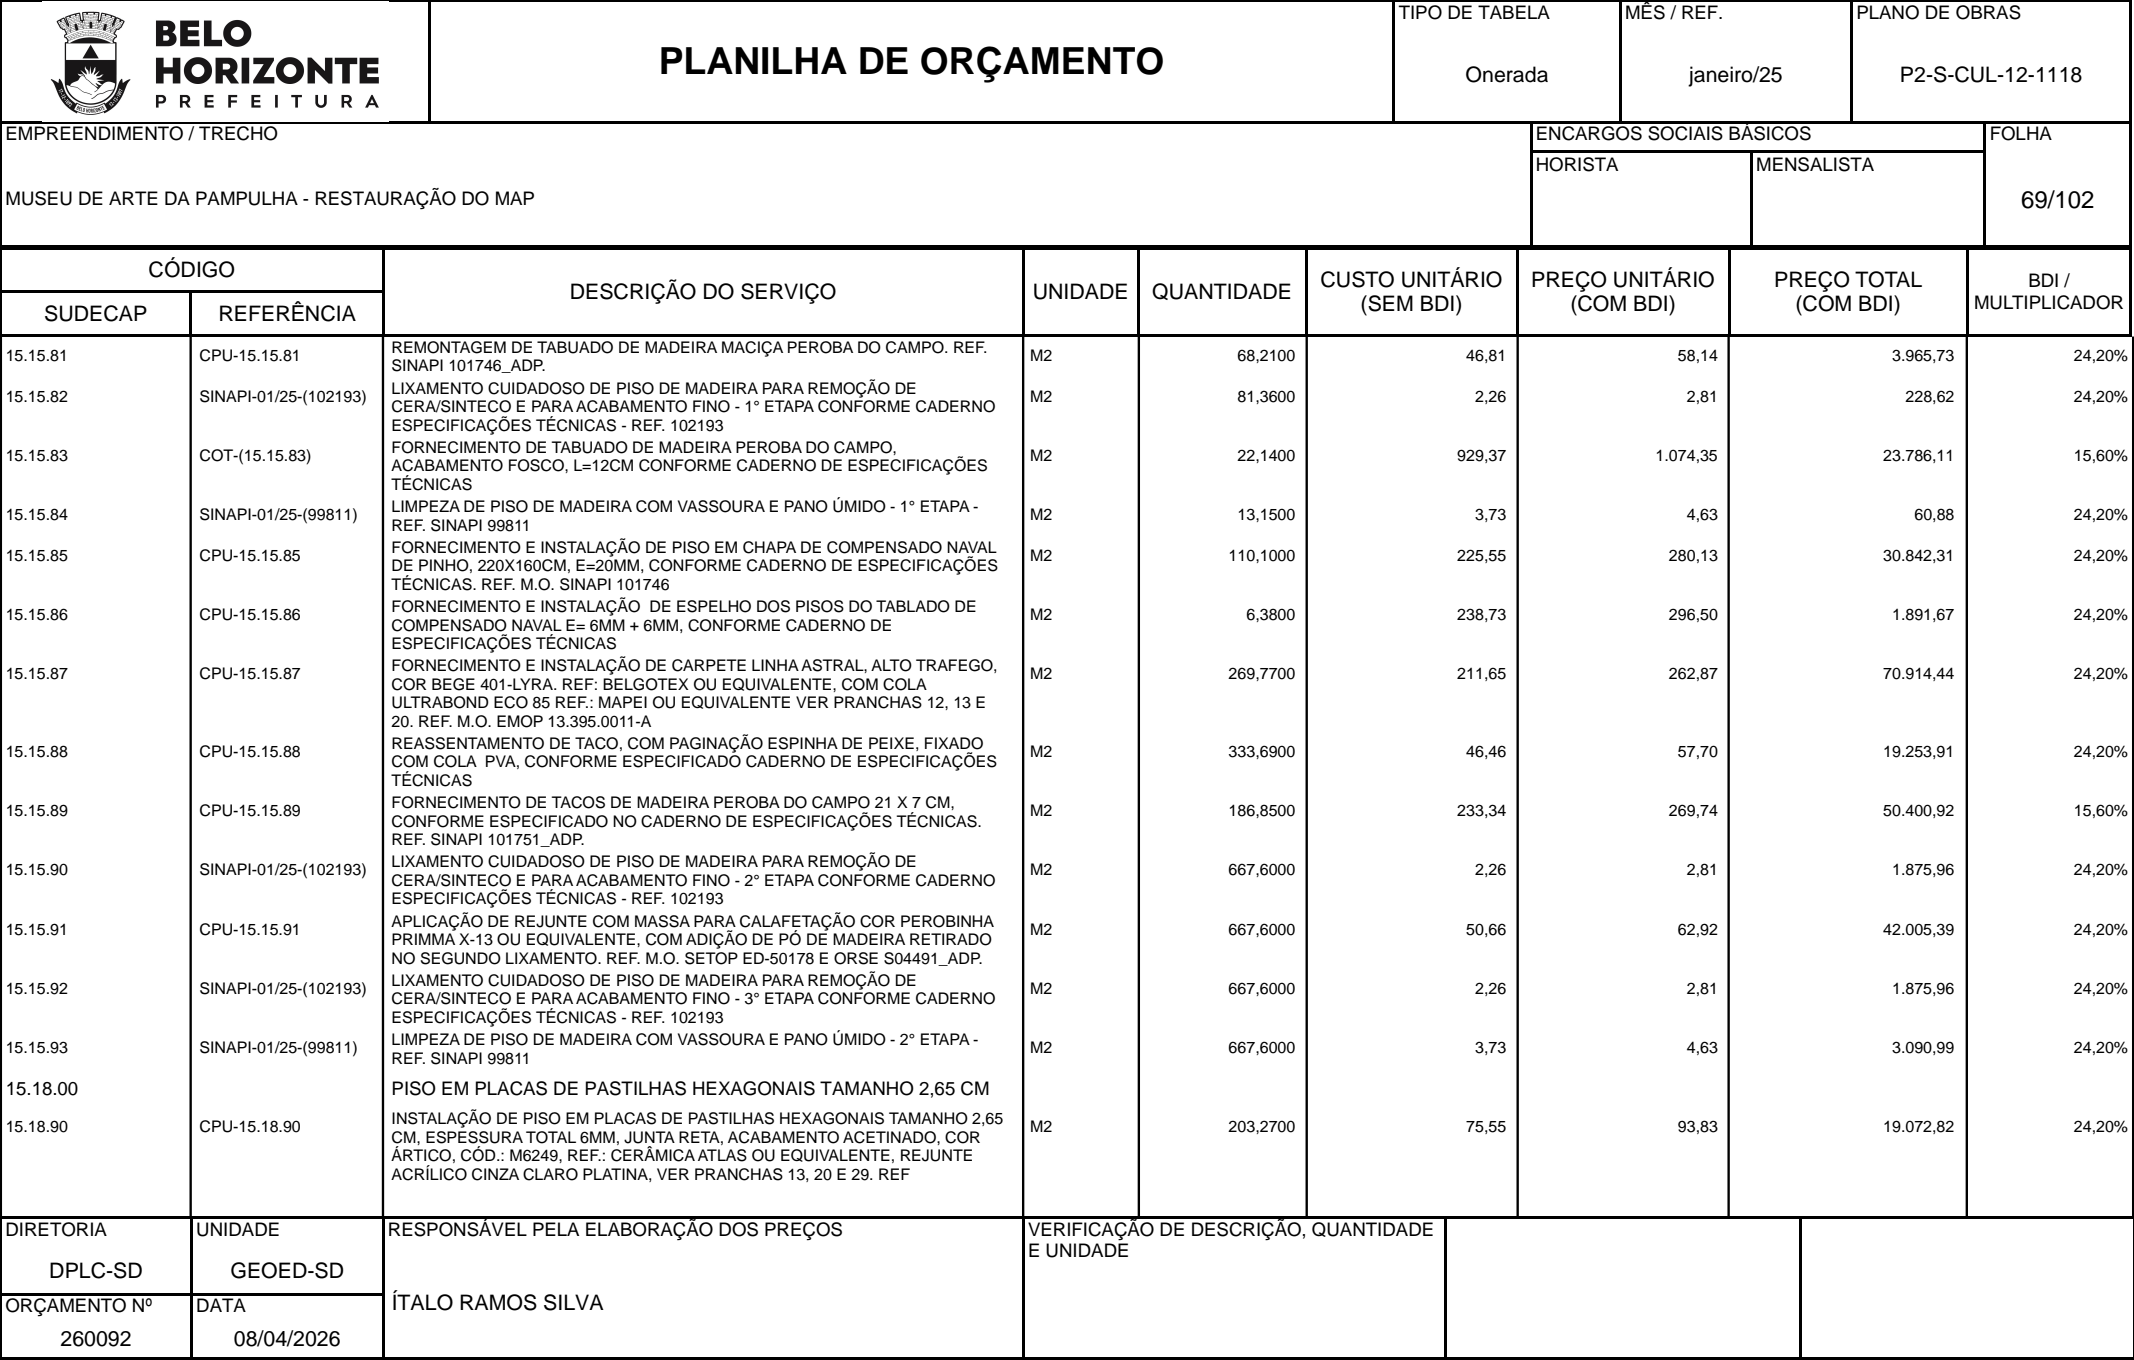 BELO
HORIZONTE
PREFEITURA
PLANILHA DE ORÇAMENTO
TIPO DE TABELA
Onerada
MÊS / REF.
janeiro/25
PLANO DE OBRAS
P2-S-CUL-12-1118
EMPREENDIMENTO / TRECHO
MUSEU DE ARTE DA PAMPULHA - RESTAURAÇÃO DO MAP
ENCARGOS SOCIAIS BÁSICOS
HORISTA
MENSALISTA
FOLHA
69/102
CÓDIGO
SUDECAP
REFERÊNCIA
DESCRIÇÃO DO SERVIÇO
UNIDADE
QUANTIDADE
CUSTO UNITÁRIO
(SEM BDI)
PREÇO UNITÁRIO
(COM BDI)
PREÇO TOTAL
(COM BDI)
BDI /
MULTIPLICADOR
15.15.81 CPU-15.15.81 REMONTAGEM DE TABUADO DE MADEIRA MACIÇA PEROBA DO CAMPO. REF. M2 68,2100 46,81 58,14 3.965,73 24,20%
SINAPI 101746_ADP.
15.15.82 SINAPI-01/25-(102193) LIXAMENTO CUIDADOSO DE PISO DE MADEIRA PARA REMOÇÃO DE M2 81,3600 2,26 2,81 228,62 24,20%
CERA/SINTECO E PARA ACABAMENTO FINO - 1° ETAPA CONFORME CADERNO
ESPECIFICAÇÕES TÉCNICAS - REF. 102193
15.15.83 COT-(15.15.83) FORNECIMENTO DE TABUADO DE MADEIRA PEROBA DO CAMPO, M2 22,1400 929,37 1.074,35 23.786,11 15,60%
ACABAMENTO FOSCO, L=12CM CONFORME CADERNO DE ESPECIFICAÇÕES
TÉCNICAS
15.15.84 SINAPI-01/25-(99811) LIMPEZA DE PISO DE MADEIRA COM VASSOURA E PANO ÚMIDO - 1° ETAPA - M2 13,1500 3,73 4,63 60,88 24,20%
REF. SINAPI 99811
15.15.85 CPU-15.15.85 FORNECIMENTO E INSTALAÇÃO DE PISO EM CHAPA DE COMPENSADO NAVAL M2 110,1000 225,55 280,13 30.842,31 24,20%
DE PINHO, 220X160CM, E=20MM, CONFORME CADERNO DE ESPECIFICAÇÕES
TÉCNICAS. REF. M.O. SINAPI 101746
15.15.86 CPU-15.15.86 FORNECIMENTO E INSTALAÇÃO  DE ESPELHO DOS PISOS DO TABLADO DE M2 6,3800 238,73 296,50 1.891,67 24,20%
COMPENSADO NAVAL E= 6MM + 6MM, CONFORME CADERNO DE
ESPECIFICAÇÕES TÉCNICAS
15.15.87 CPU-15.15.87 FORNECIMENTO E INSTALAÇÃO DE CARPETE LINHA ASTRAL, ALTO TRAFEGO, M2 269,7700 211,65 262,87 70.914,44 24,20%
COR BEGE 401-LYRA. REF: BELGOTEX OU EQUIVALENTE, COM COLA
ULTRABOND ECO 85 REF.: MAPEI OU EQUIVALENTE VER PRANCHAS 12, 13 E
20. REF. M.O. EMOP 13.395.0011-A
15.15.88 CPU-15.15.88 REASSENTAMENTO DE TACO, COM PAGINAÇÃO ESPINHA DE PEIXE, FIXADO M2 333,6900 46,46 57,70 19.253,91 24,20%
COM COLA  PVA, CONFORME ESPECIFICADO CADERNO DE ESPECIFICAÇÕES
TÉCNICAS
15.15.89 CPU-15.15.89 FORNECIMENTO DE TACOS DE MADEIRA PEROBA DO CAMPO 21 X 7 CM, M2 186,8500 233,34 269,74 50.400,92 15,60%
CONFORME ESPECIFICADO NO CADERNO DE ESPECIFICAÇÕES TÉCNICAS.
REF. SINAPI 101751_ADP.
15.15.90 SINAPI-01/25-(102193) LIXAMENTO CUIDADOSO DE PISO DE MADEIRA PARA REMOÇÃO DE M2 667,6000 2,26 2,81 1.875,96 24,20%
CERA/SINTECO E PARA ACABAMENTO FINO - 2° ETAPA CONFORME CADERNO
ESPECIFICAÇÕES TÉCNICAS - REF. 102193
15.15.91 CPU-15.15.91 APLICAÇÃO DE REJUNTE COM MASSA PARA CALAFETAÇÃO COR PEROBINHA M2 667,6000 50,66 62,92 42.005,39 24,20%
PRIMMA X-13 OU EQUIVALENTE, COM ADIÇÃO DE PÓ DE MADEIRA RETIRADO
NO SEGUNDO LIXAMENTO. REF. M.O. SETOP ED-50178 E ORSE S04491_ADP.
15.15.92 SINAPI-01/25-(102193) LIXAMENTO CUIDADOSO DE PISO DE MADEIRA PARA REMOÇÃO DE M2 667,6000 2,26 2,81 1.875,96 24,20%
CERA/SINTECO E PARA ACABAMENTO FINO - 3° ETAPA CONFORME CADERNO
ESPECIFICAÇÕES TÉCNICAS - REF. 102193
15.15.93 SINAPI-01/25-(99811) LIMPEZA DE PISO DE MADEIRA COM VASSOURA E PANO ÚMIDO - 2° ETAPA - M2 667,6000 3,73 4,63 3.090,99 24,20%
REF. SINAPI 99811
15.18.00 PISO EM PLACAS DE PASTILHAS HEXAGONAIS TAMANHO 2,65 CM
15.18.90 CPU-15.18.90 INSTALAÇÃO DE PISO EM PLACAS DE PASTILHAS HEXAGONAIS TAMANHO 2,65 M2 203,2700 75,55 93,83 19.072,82 24,20%
CM, ESPESSURA TOTAL 6MM, JUNTA RETA, ACABAMENTO ACETINADO, COR
ÁRTICO, CÓD.: M6249, REF.: CERÂMICA ATLAS OU EQUIVALENTE, REJUNTE
ACRÍLICO CINZA CLARO PLATINA, VER PRANCHAS 13, 20 E 29. REF
DIRETORIA
DPLC-SD
UNIDADE
GEOED-SD
RESPONSÁVEL PELA ELABORAÇÃO DOS PREÇOS
ÍTALO RAMOS SILVA
VERIFICAÇÃO DE DESCRIÇÃO, QUANTIDADE
E UNIDADE
ORÇAMENTO Nº
260092
DATA
08/04/2026